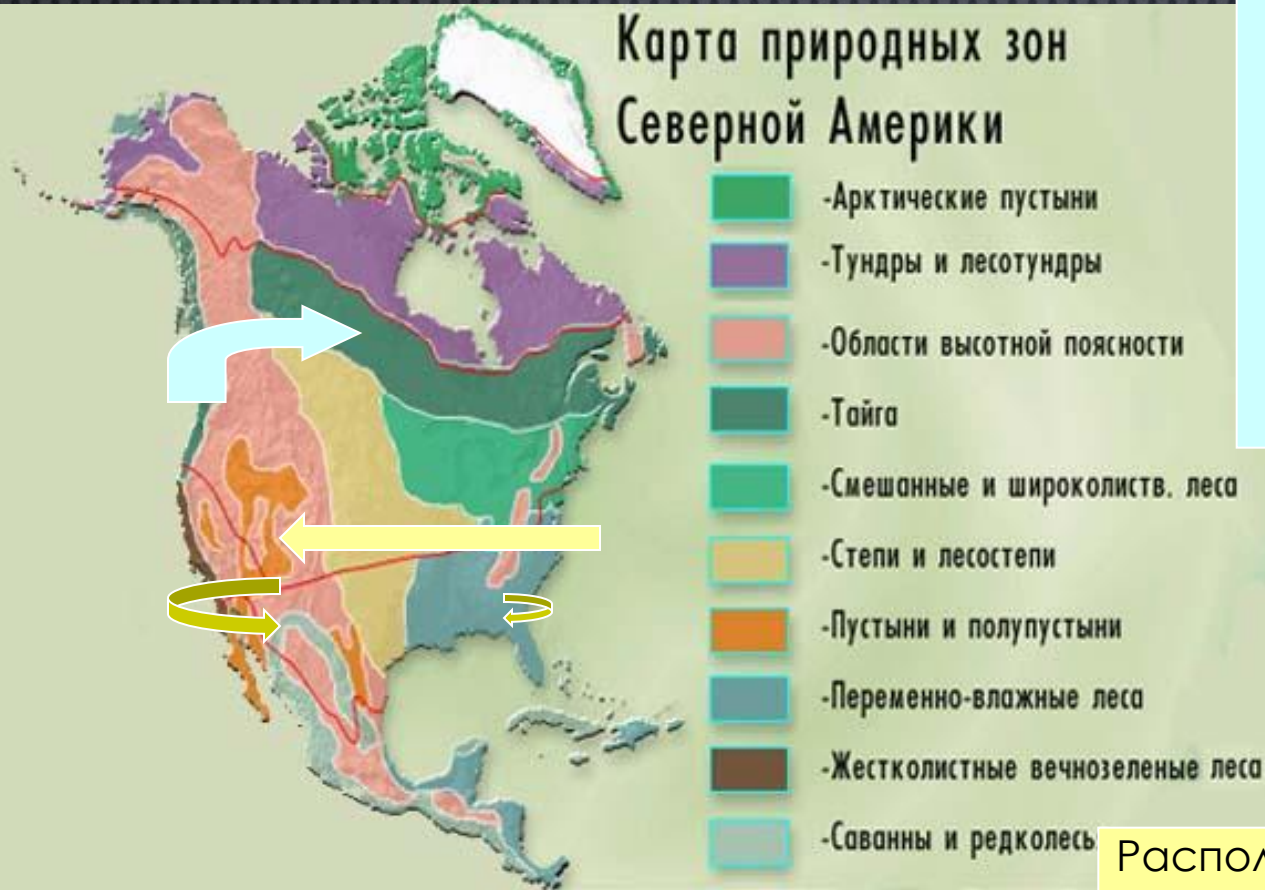 Карта природных зон
Северной Америки
-Арктические пустыни
-Тундры и лесотундры
-Области высотной поясности
-Тайга
-Смешанные и широколиств. леса
-Степи и лесостепи
-Пустыни и полупустыни
-Переменно-влажные леса
-Жестколистные вечнозеленые леса
-Саванны и редколесь
Распол